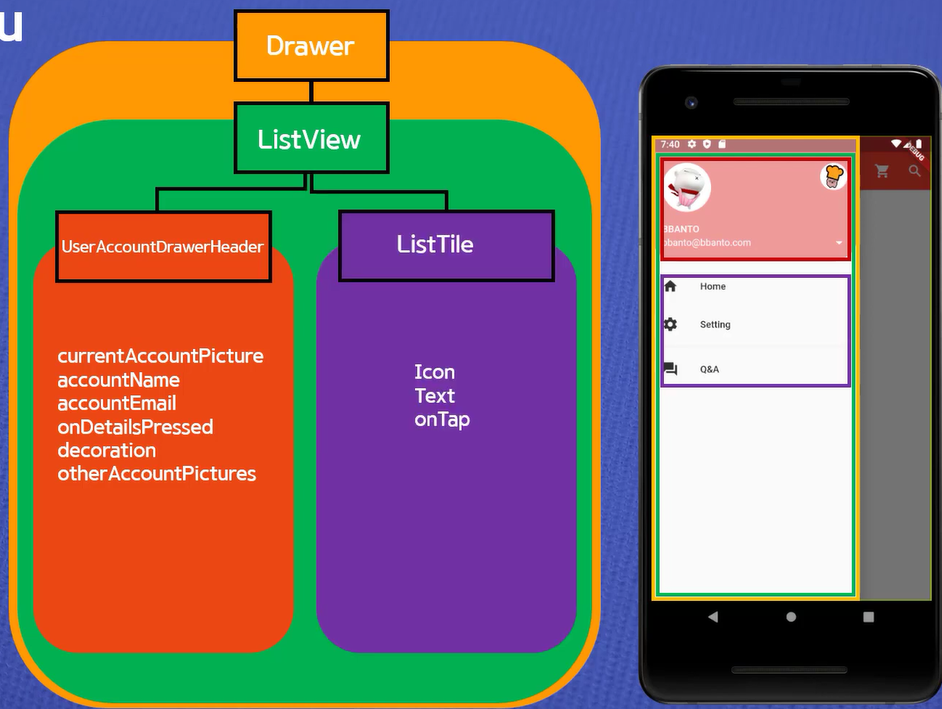 u
Drawer
ListView
UserAccountDrawerHeader
ListTile
currentAccountPicture
accountName
accountEmail
onDetailsPressed
decoration
otherAccountPictures
Icon
Text
onTap
7:40
DEBUG
BBANTO
bbanto@bbanto.com
Home
Setting
Q&A